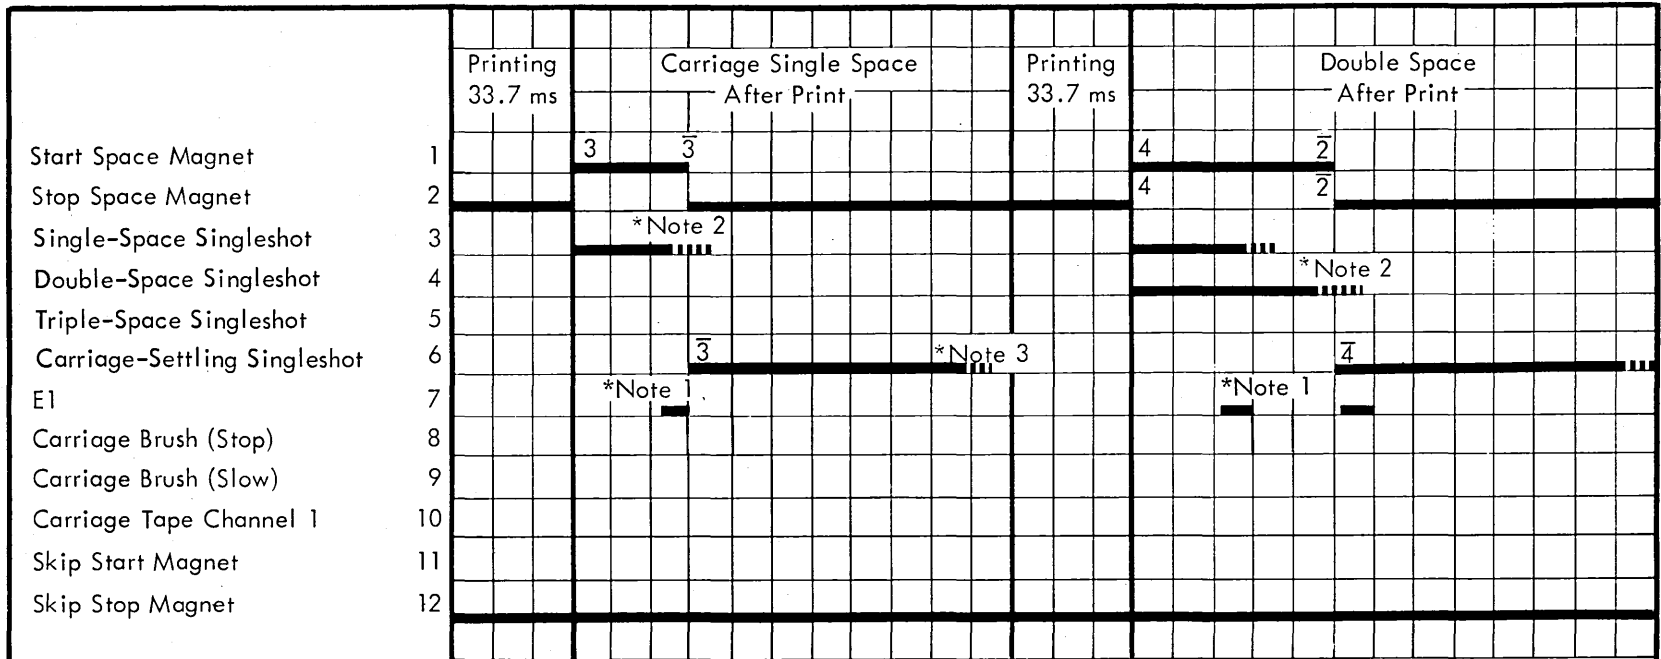 Printing Carriage Single Space Printing Double Space
33.7 ms After Print 33.7 ms After Print
Start Space Magnet 1 3 3̅ 4 2̅
Stop Space Magnet 2 4 2̅
Single-Space Singleshot 3 *Note 2
Double-Space Singleshot 4 *Note 2
Triple-Space Singleshot 5
Carriage-Settling Singleshot 6 3̅ *Note 3 4̅
E1 7 *Note 1 *Note 1
Carriage Brush (Stop) 8
Carriage Brush (Slow) 9
Carriage Tape Channel 1 10
Skip Start Magnet 11
Skip Stop Magnet 12